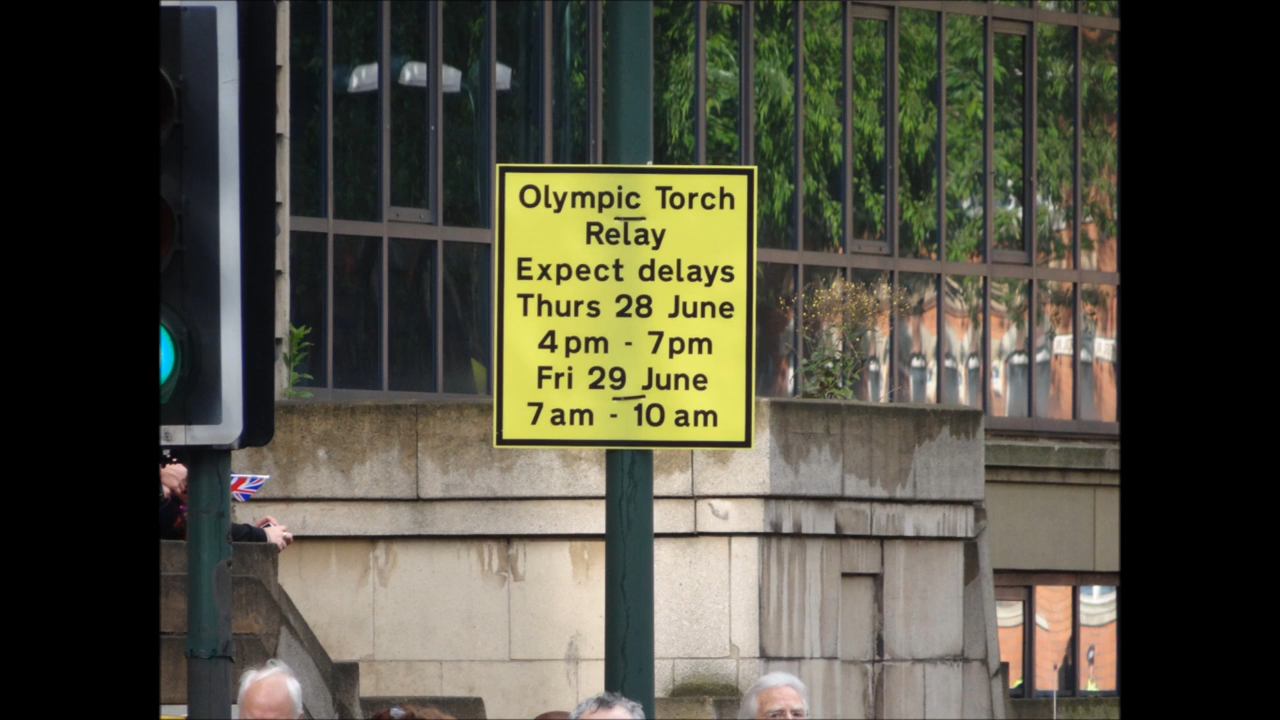 Olympic Torch
Relay
Expect delays
Thurs 28 June
4pm - 7pm
Fri 29 June
7am - 10am